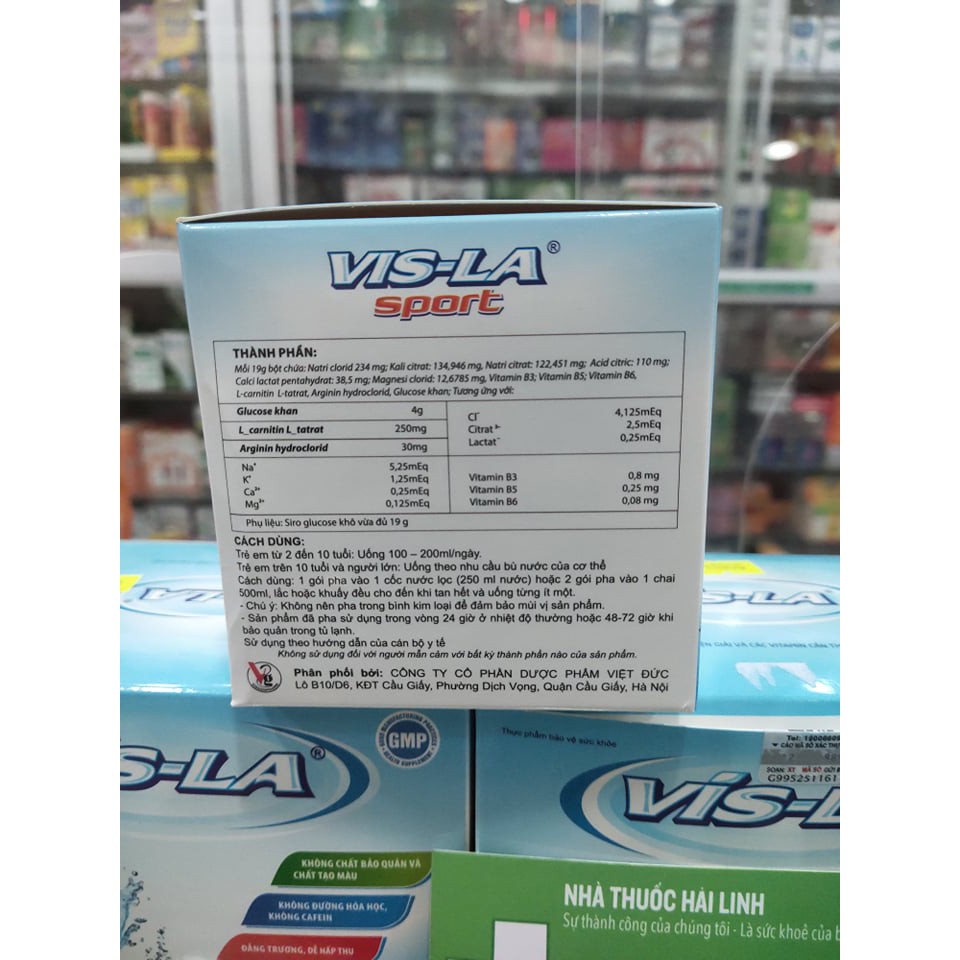 VIS-LA®
sport
THÀNH PHẦN:
Mỗi 19g bột chứa: Natri clorid 234 mg; Kali citrat: 134,946 mg, Natri citrat: 122,451 mg; Acid citric: 110 mg;
Calci lactat pentahydrat: 38,5 mg; Magnesi clorid: 12,6785 mg, Vitamin B3; Vitamin B5; Vitamin B6,
L-carnitin L-tatrat, Arginin hydroclorid, Glucose khan; Tương ứng với:
Glucose khan 4g
L_carnitin L_tatrat 250mg
Arginin hydroclorid 30mg
Na⁺ 5,25mEq
K⁺ 1,25mEq
Ca²⁺ 0,25mEq
Mg²⁺ 0,125mEq
Cl⁻ 4,125mEq
Citrat³⁻ 2,5mEq
Lactat⁻ 0,25mEq
Vitamin B3 0,8 mg
Vitamin B5 0,25 mg
Vitamin B6 0,08 mg
Phụ liệu: Siro glucose khô vừa đủ 19 g
CÁCH DÙNG:
Trẻ em từ 2 đến 10 tuổi: Uống 100 – 200ml/ngày.
Trẻ em trên 10 tuổi và người lớn: Uống theo nhu cầu bù nước của cơ thể
Cách dùng: 1 gói pha vào 1 cốc nước lọc (250 ml nước) hoặc 2 gói pha vào 1 chai
500ml, lắc hoặc khuấy đều cho đến khi tan hết và uống từng ít một.
- Chú ý: Không nên pha trong bình kim loại để đảm bảo mùi vị sản phẩm.
- Sản phẩm đã pha sử dụng trong vòng 24 giờ ở nhiệt độ thường hoặc 48-72 giờ khi
bảo quản trong tủ lạnh.
Sử dụng theo hướng dẫn của cán bộ y tế
Không sử dụng đối với người mẫn cảm với bất kỳ thành phần nào của sản phẩm.
Phân phối bởi: CÔNG TY CỔ PHẦN DƯỢC PHẨM VIỆT ĐỨC
Lô B10/D6, KĐT Cầu Giấy, Phường Dịch Vọng, Quận Cầu Giấy, Hà Nội
S-LA®
GMP
HEALTH SUPPLEMENT
KHÔNG CHẤT BẢO QUẢN VÀ
CHẤT TẠO MÀU
KHÔNG ĐƯỜNG HÓA HỌC,
KHÔNG CAFEIN
ĐẲNG TRƯƠNG, DỄ HẤP THU
Thực phẩm bảo vệ sức khỏe
G99525116
VÍS-L
NHÀ THUỐC HẢI LINH
Sự thành công của chúng tôi - Là sức khoẻ của